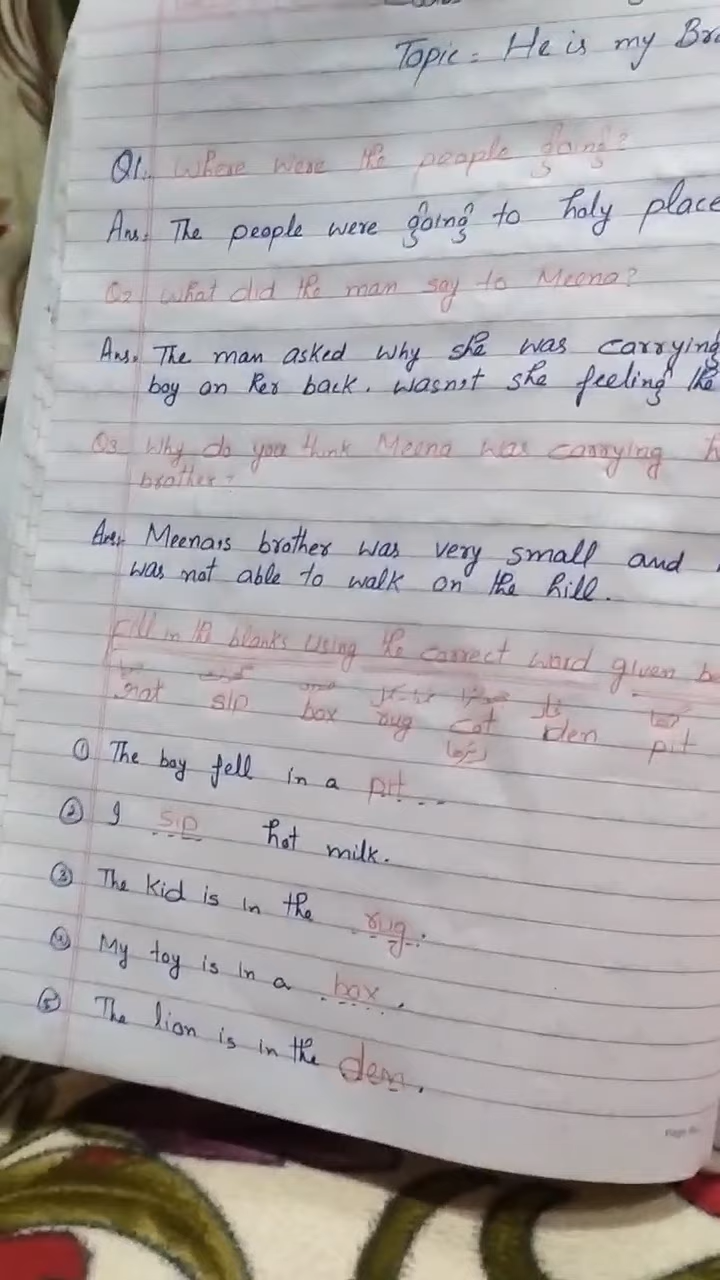 Topic = He is my Bro
Q1. Where were the people going?
Ans. The people were going to holy place
Q2 What did the man say to Meena?
Ans. The man asked why she was carrying
boy on her back. wasn't she feeling the
Q3 Why do you think Meena was carrying h
brother?
Ans. Meena's brother was very small and
was not able to walk on the hill.
Fill in the blanks using the correct word given be
sip box rug cot den pit
① The boy fell in a pit...
② I sip hot milk.
③ The kid is in the rug.
④ My toy is in a box.
⑤ The lion is in the den.